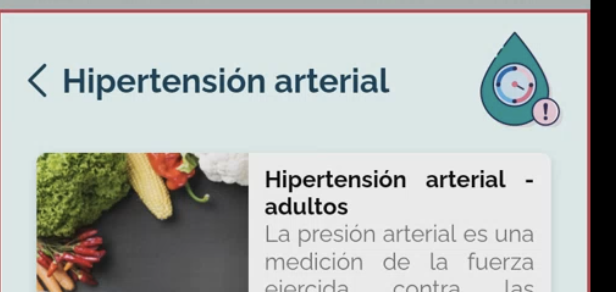 Hipertensión arterial
!
Hipertensión arterial -
adultos
La presión arterial es una
medición de la fuerza
ejercida contra las